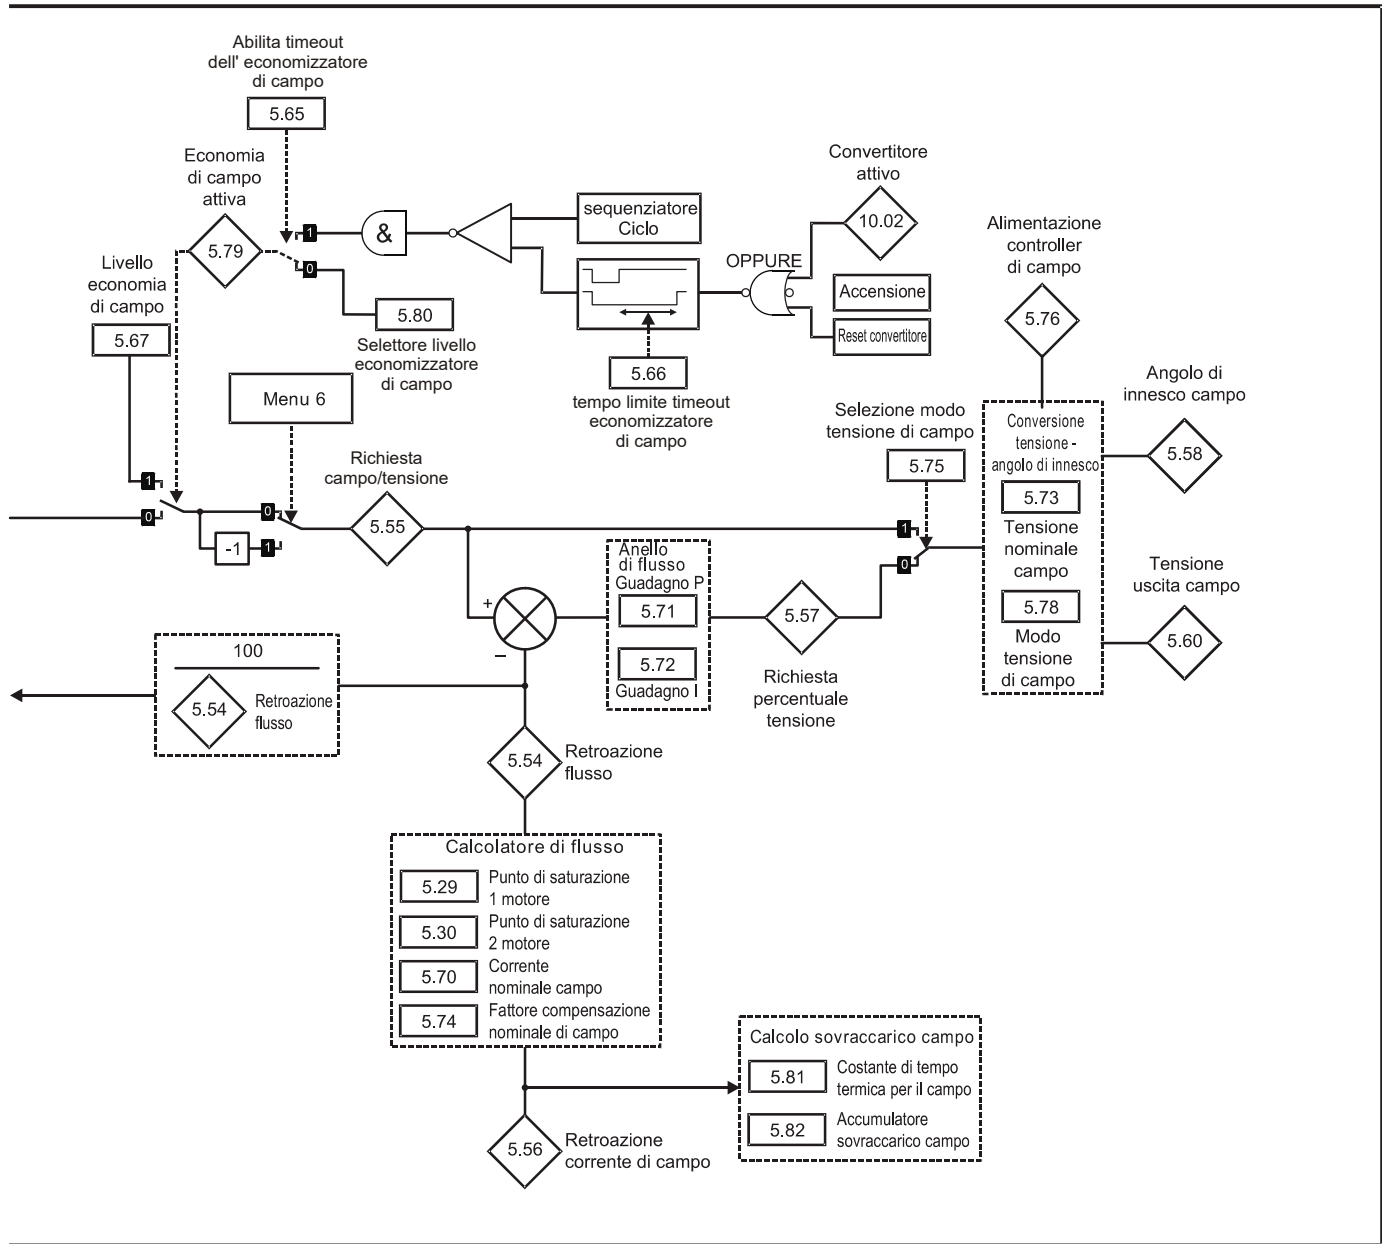 Abilita timeout
dell' economizzatore
di campo
5.65
Economia
di campo
attiva
5.79
1
0
&
sequenziatore
Ciclo
Convertitore
attivo
10.02
OPPURE
Accensione
Reset convertitore
Alimentazione
controller
di campo
5.76
Livello
economia
di campo
5.67
5.80
Selettore livello
economizzatore
di campo
5.66
tempo limite timeout
economizzatore
di campo
Menu 6
Selezione modo
tensione di campo
5.75
Angolo di
innesco campo
5.58
Conversione
tensione -
angolo di innesco
5.73
Tensione
nominale
campo
5.78
Modo
tensione
di campo
Tensione
uscita campo
5.60
Richiesta
campo/tensione
5.55
1
0
0
1
-1
1
0
+
–
Anello
di flusso
Guadagno P
5.71
5.72
Guadagno I
5.57
Richiesta
percentuale
tensione
100
5.54
Retroazione
flusso
5.54
Retroazione
flusso
Calcolatore di flusso
5.29
Punto di saturazione
1 motore
5.30
Punto di saturazione
2 motore
5.70
Corrente
nominale campo
5.74
Fattore compensazione
nominale di campo
Calcolo sovraccarico campo
5.81
Costante di tempo
termica per il campo
5.82
Accumulatore
sovraccarico campo
5.56
Retroazione
corrente di campo